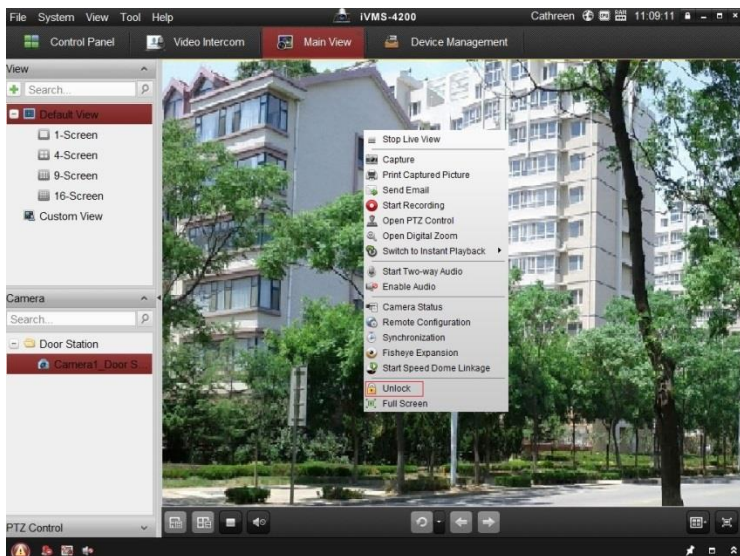 File System View Tool Help iVMS-4200 Cathreen 11:09:11
Control Panel Video Intercom Main View Device Management
View
Search...
Default View
1-Screen
4-Screen
9-Screen
16-Screen
Custom View
Camera
Search...
Door Station
Camera1_Door S...
PTZ Control
Stop Live View
Capture
Print Captured Picture
Send Email
Start Recording
Open PTZ Control
Open Digital Zoom
Switch to Instant Playback
Start Two-way Audio
Enable Audio
Camera Status
Remote Configuration
Synchronization
Fisheye Expansion
Start Speed Dome Linkage
Unlock
Full Screen